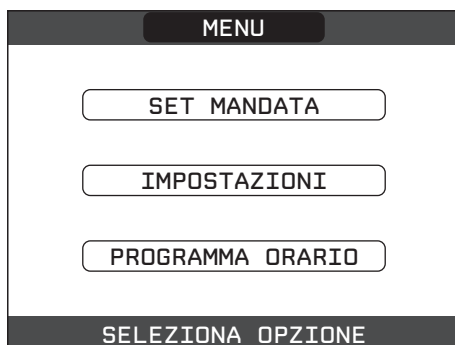 MENU
SET MANDATA
IMPOSTAZIONI
PROGRAMMA ORARIO
SELEZIONA OPZIONE